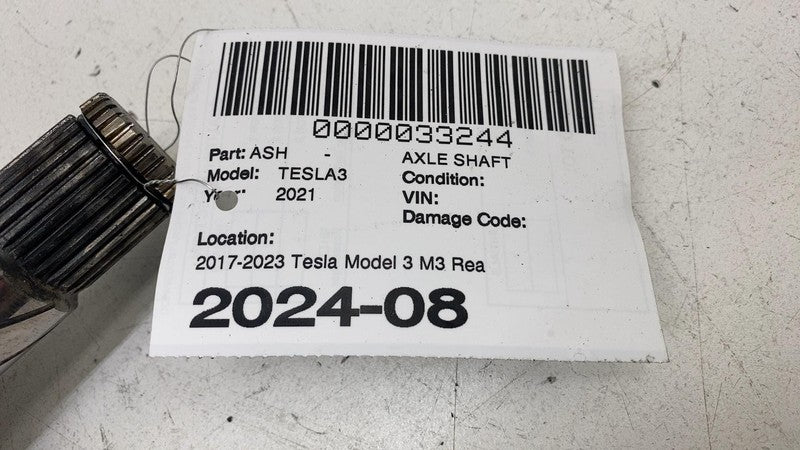 0000033244
Part: ASH - AXLE SHAFT
Model: TESLA3 Condition:
Year: 2021 VIN:
Damage Code:
Location:
2017-2023 Tesla Model 3 M3 Rea
2024-08